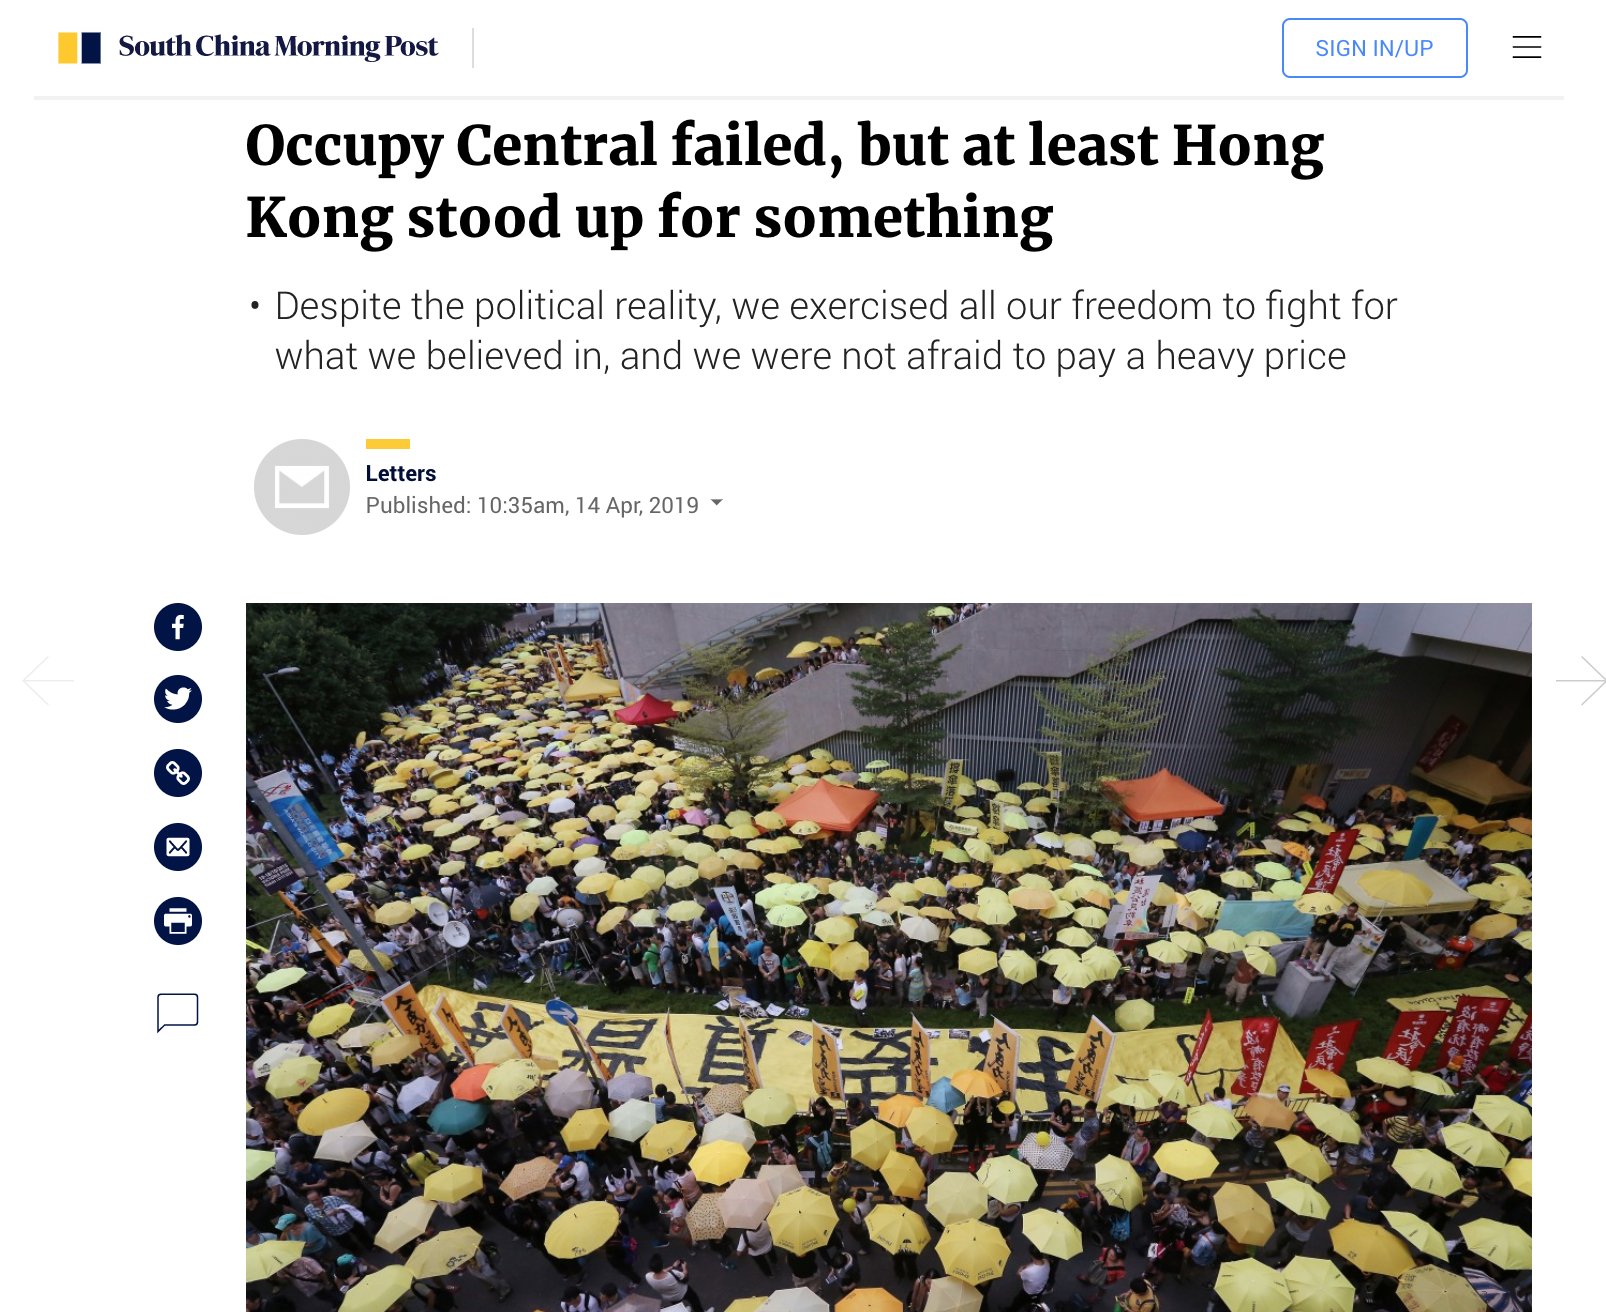 South China Morning Post
SIGN IN/UP
Occupy Central failed, but at least Hong
Kong stood up for something
• Despite the political reality, we exercised all our freedom to fight for
what we believed in, and we were not afraid to pay a heavy price
Letters
Published: 10:35am, 14 Apr, 2019